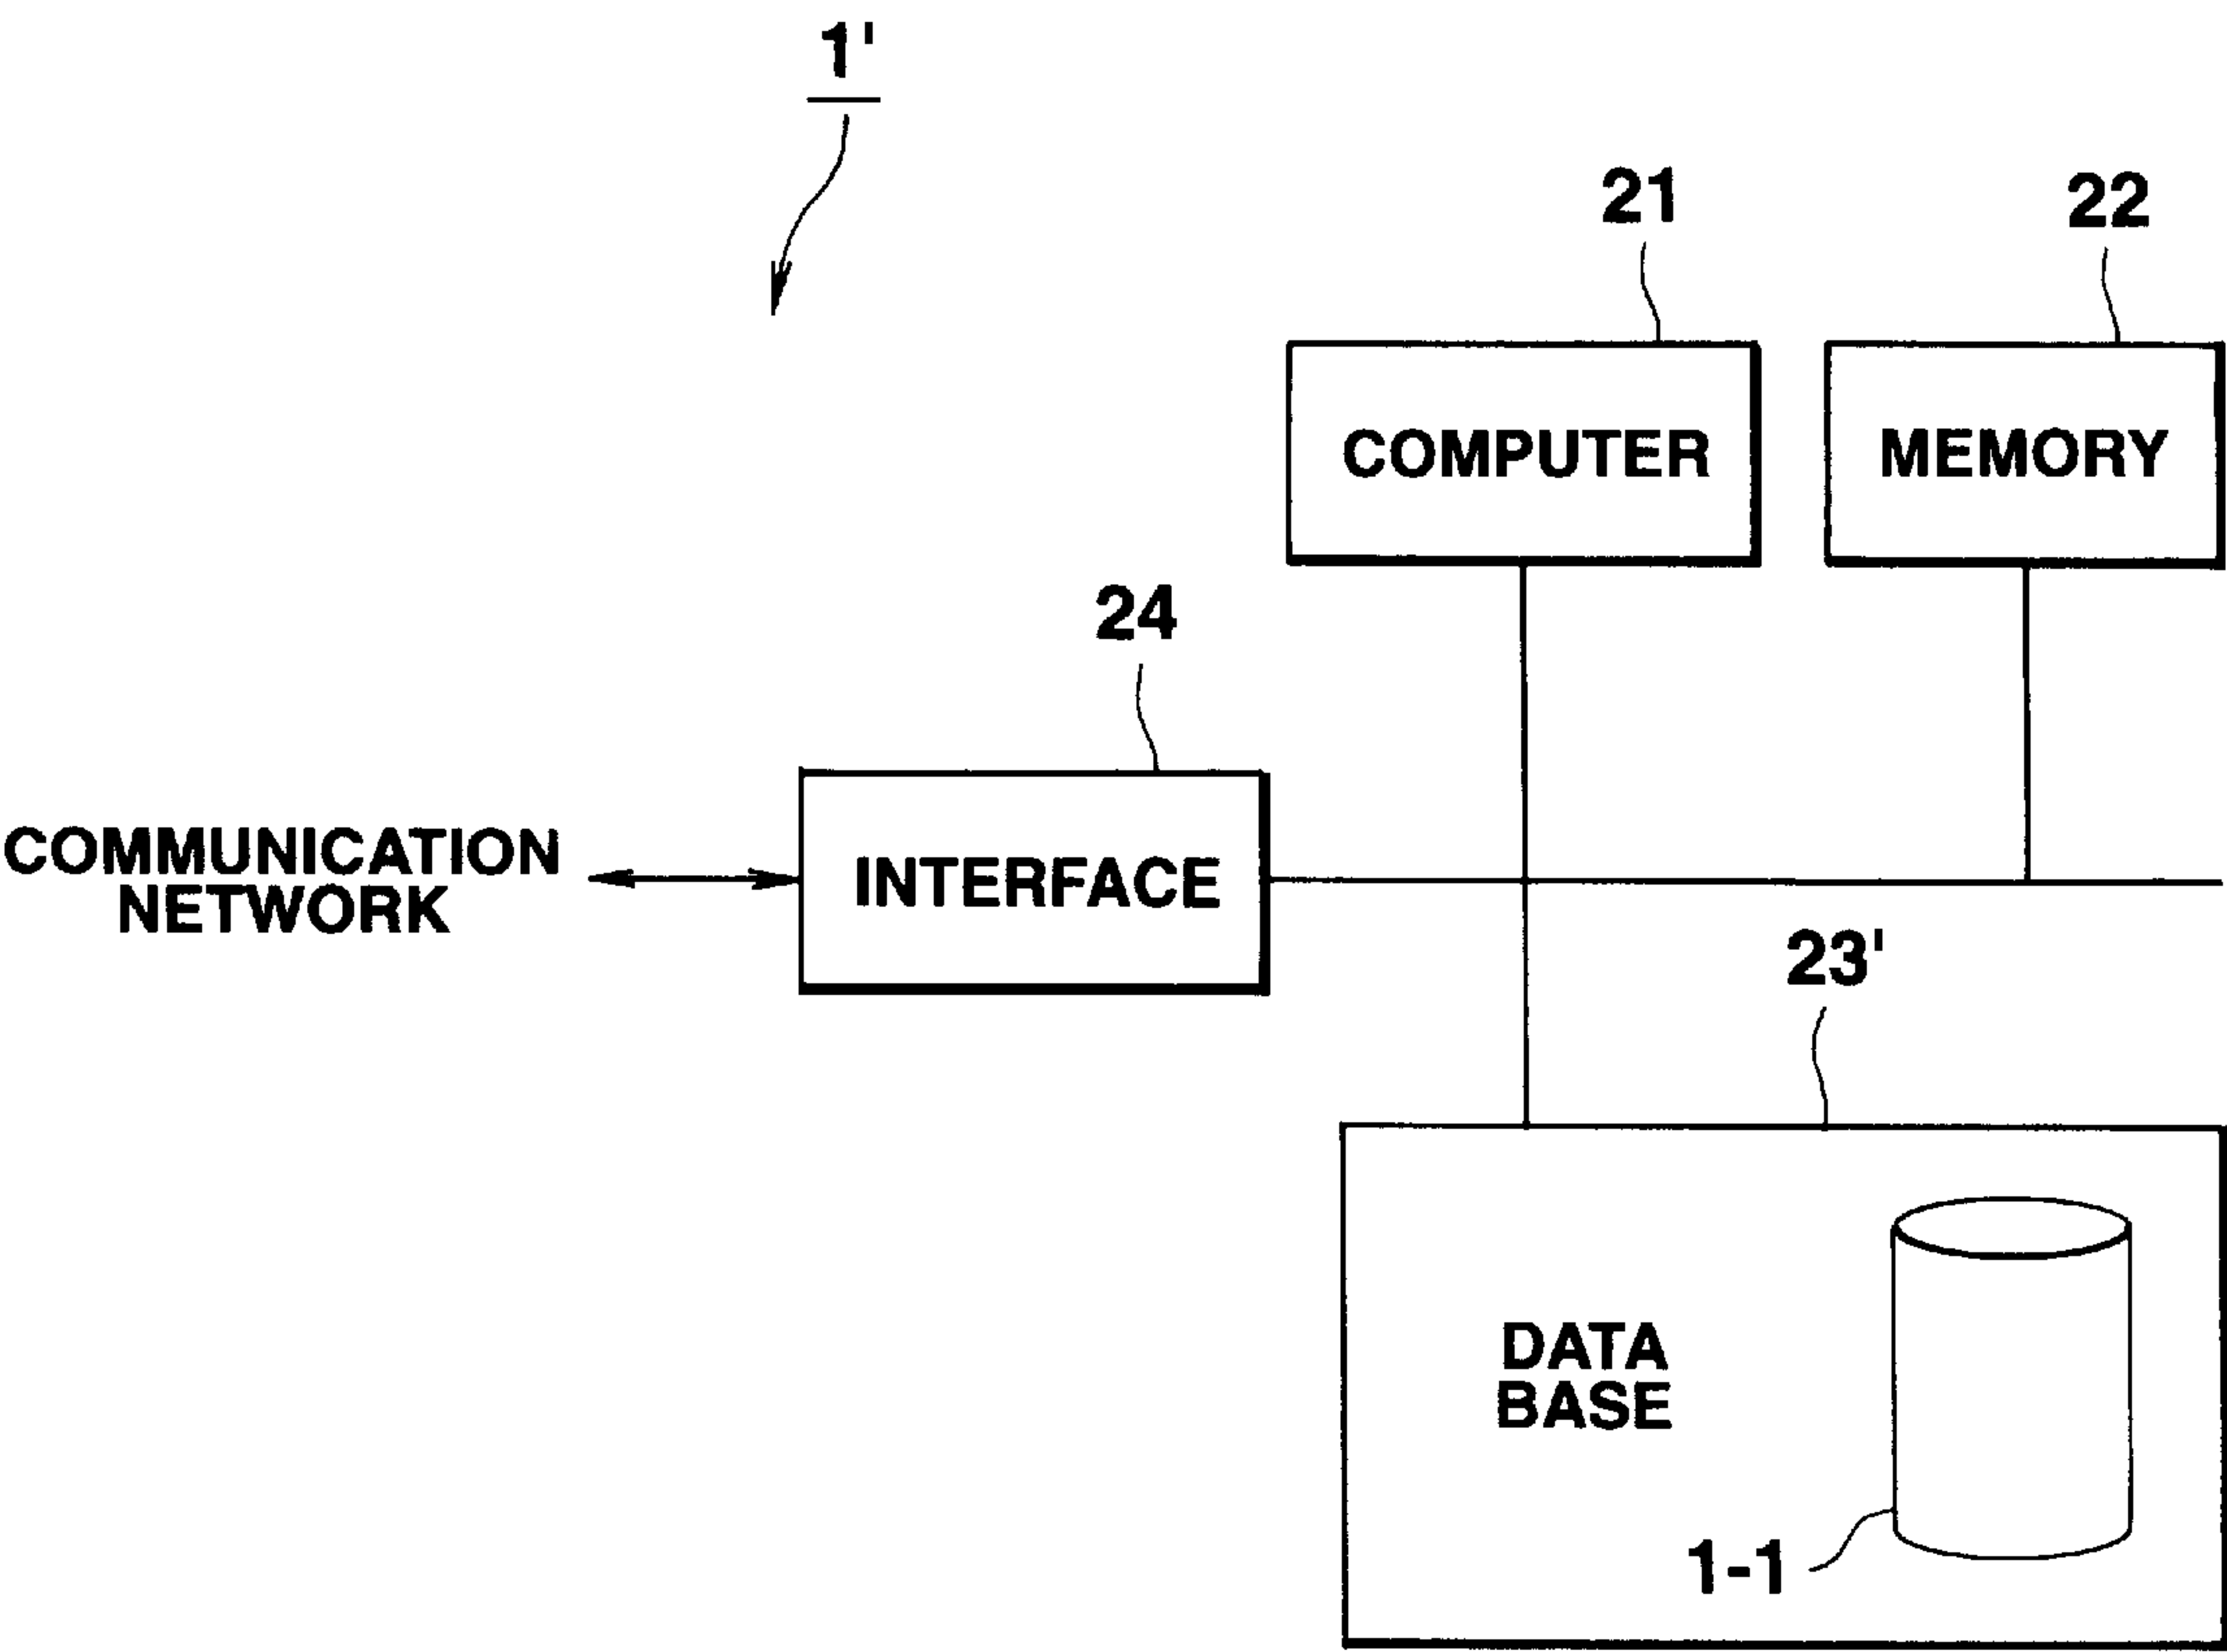 1'
21
22
COMPUTER
MEMORY
24
COMMUNICATION
NETWORK
INTERFACE
23'
DATA
BASE
1-1